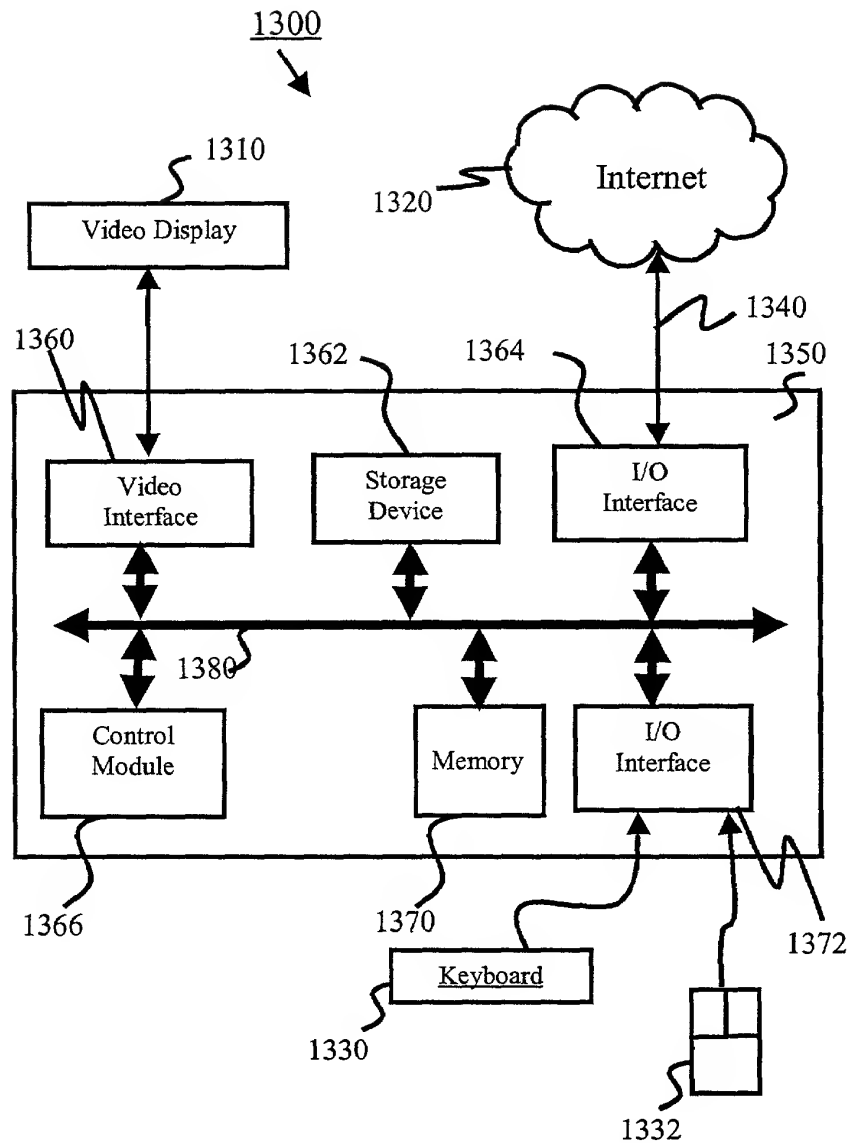 1300
1310
Video Display
1320
Internet
1340
1360
1362
1364
1350
Video
Interface
Storage
Device
I/O
Interface
1380
Control
Module
Memory
I/O
Interface
1366
1370
1372
Keyboard
1330
1332